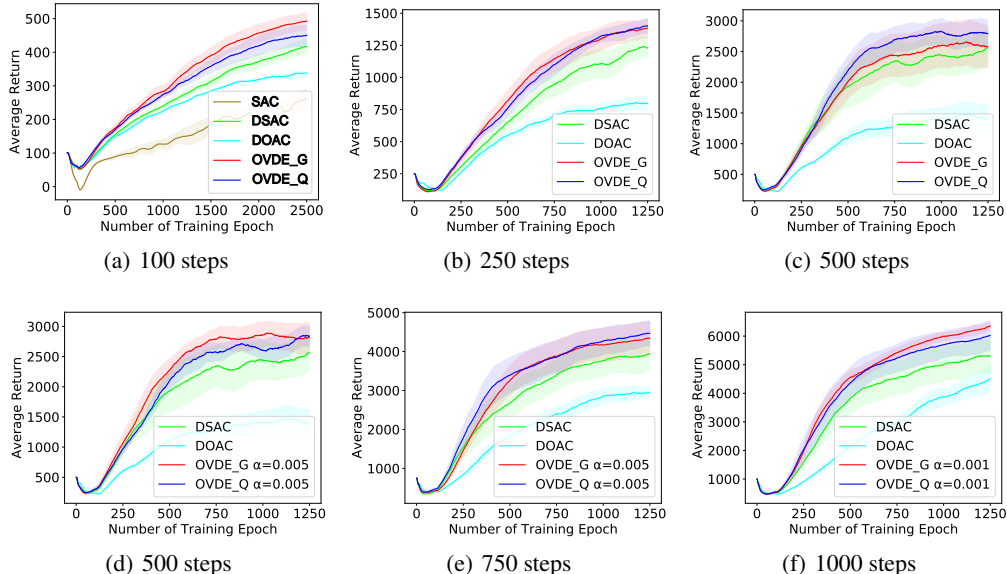 500
400
300
200
100
0
Average Return
SAC
DSAC
DOAC
OVDE_G
OVDE_Q
0 500 1000 1500 2000 2500
Number of Training Epoch
(a) 100 steps
1500
1250
1000
750
500
250
Average Return
DSAC
DOAC
OVDE_G
OVDE_Q
0 250 500 750 1000 1250
Number of Training Epoch
(b) 250 steps
3000
2500
2000
1500
1000
500
Average Return
DSAC
DOAC
OVDE_G
OVDE_Q
0 250 500 750 1000 1250
Number of Training Epoch
(c) 500 steps
3000
2500
2000
1500
1000
500
Average Return
DSAC
DOAC
OVDE_G α=0.005
OVDE_Q α=0.005
0 250 500 750 1000 1250
Number of Training Epoch
(d) 500 steps
5000
4000
3000
2000
1000
Average Return
DSAC
DOAC
OVDE_G α=0.005
OVDE_Q α=0.005
0 250 500 750 1000 1250
Number of Training Epoch
(e) 750 steps
6000
5000
4000
3000
2000
1000
Average Return
DSAC
DOAC
OVDE_G α=0.001
OVDE_Q α=0.001
0 250 500 750 1000 1250
Number of Training Epoch
(f) 1000 steps